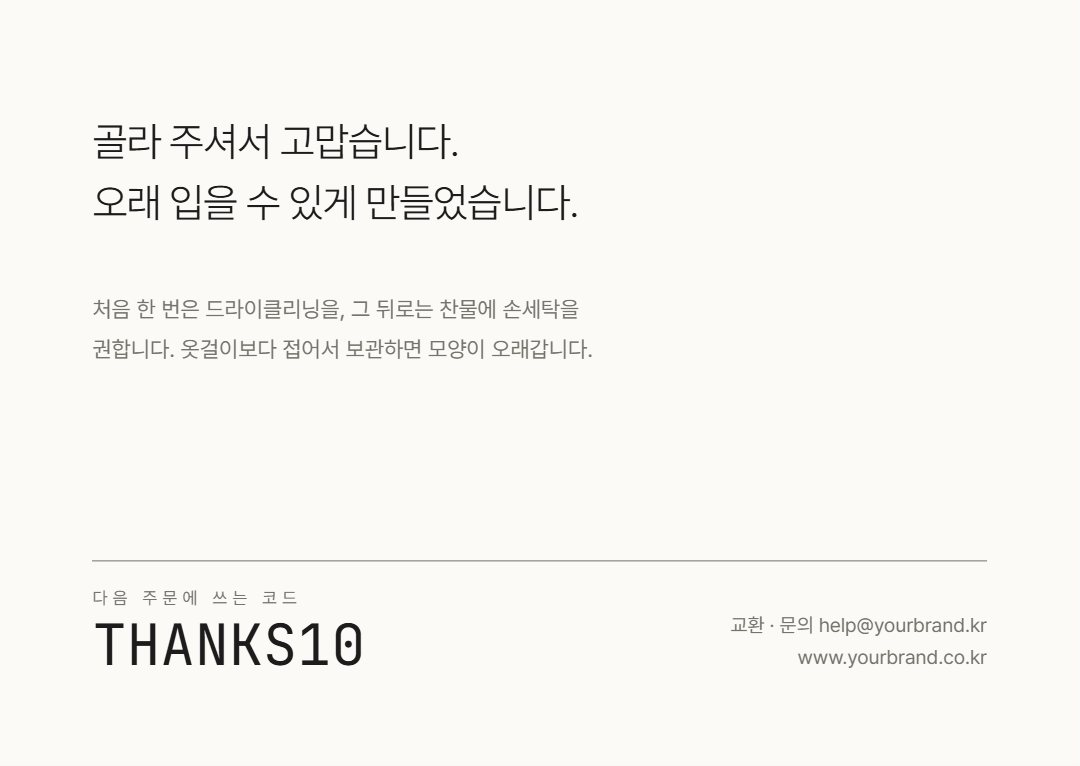 골라 주셔서 고맙습니다.
오래 입을 수 있게 만들었습니다.
처음 한 번은 드라이클리닝을, 그 뒤로는 찬물에 손세탁을
권합니다. 옷걸이보다 접어서 보관하면 모양이 오래갑니다.
다음 주문에 쓰는 코드
THANKS10
교환 · 문의 help@yourbrand.kr
www.yourbrand.co.kr